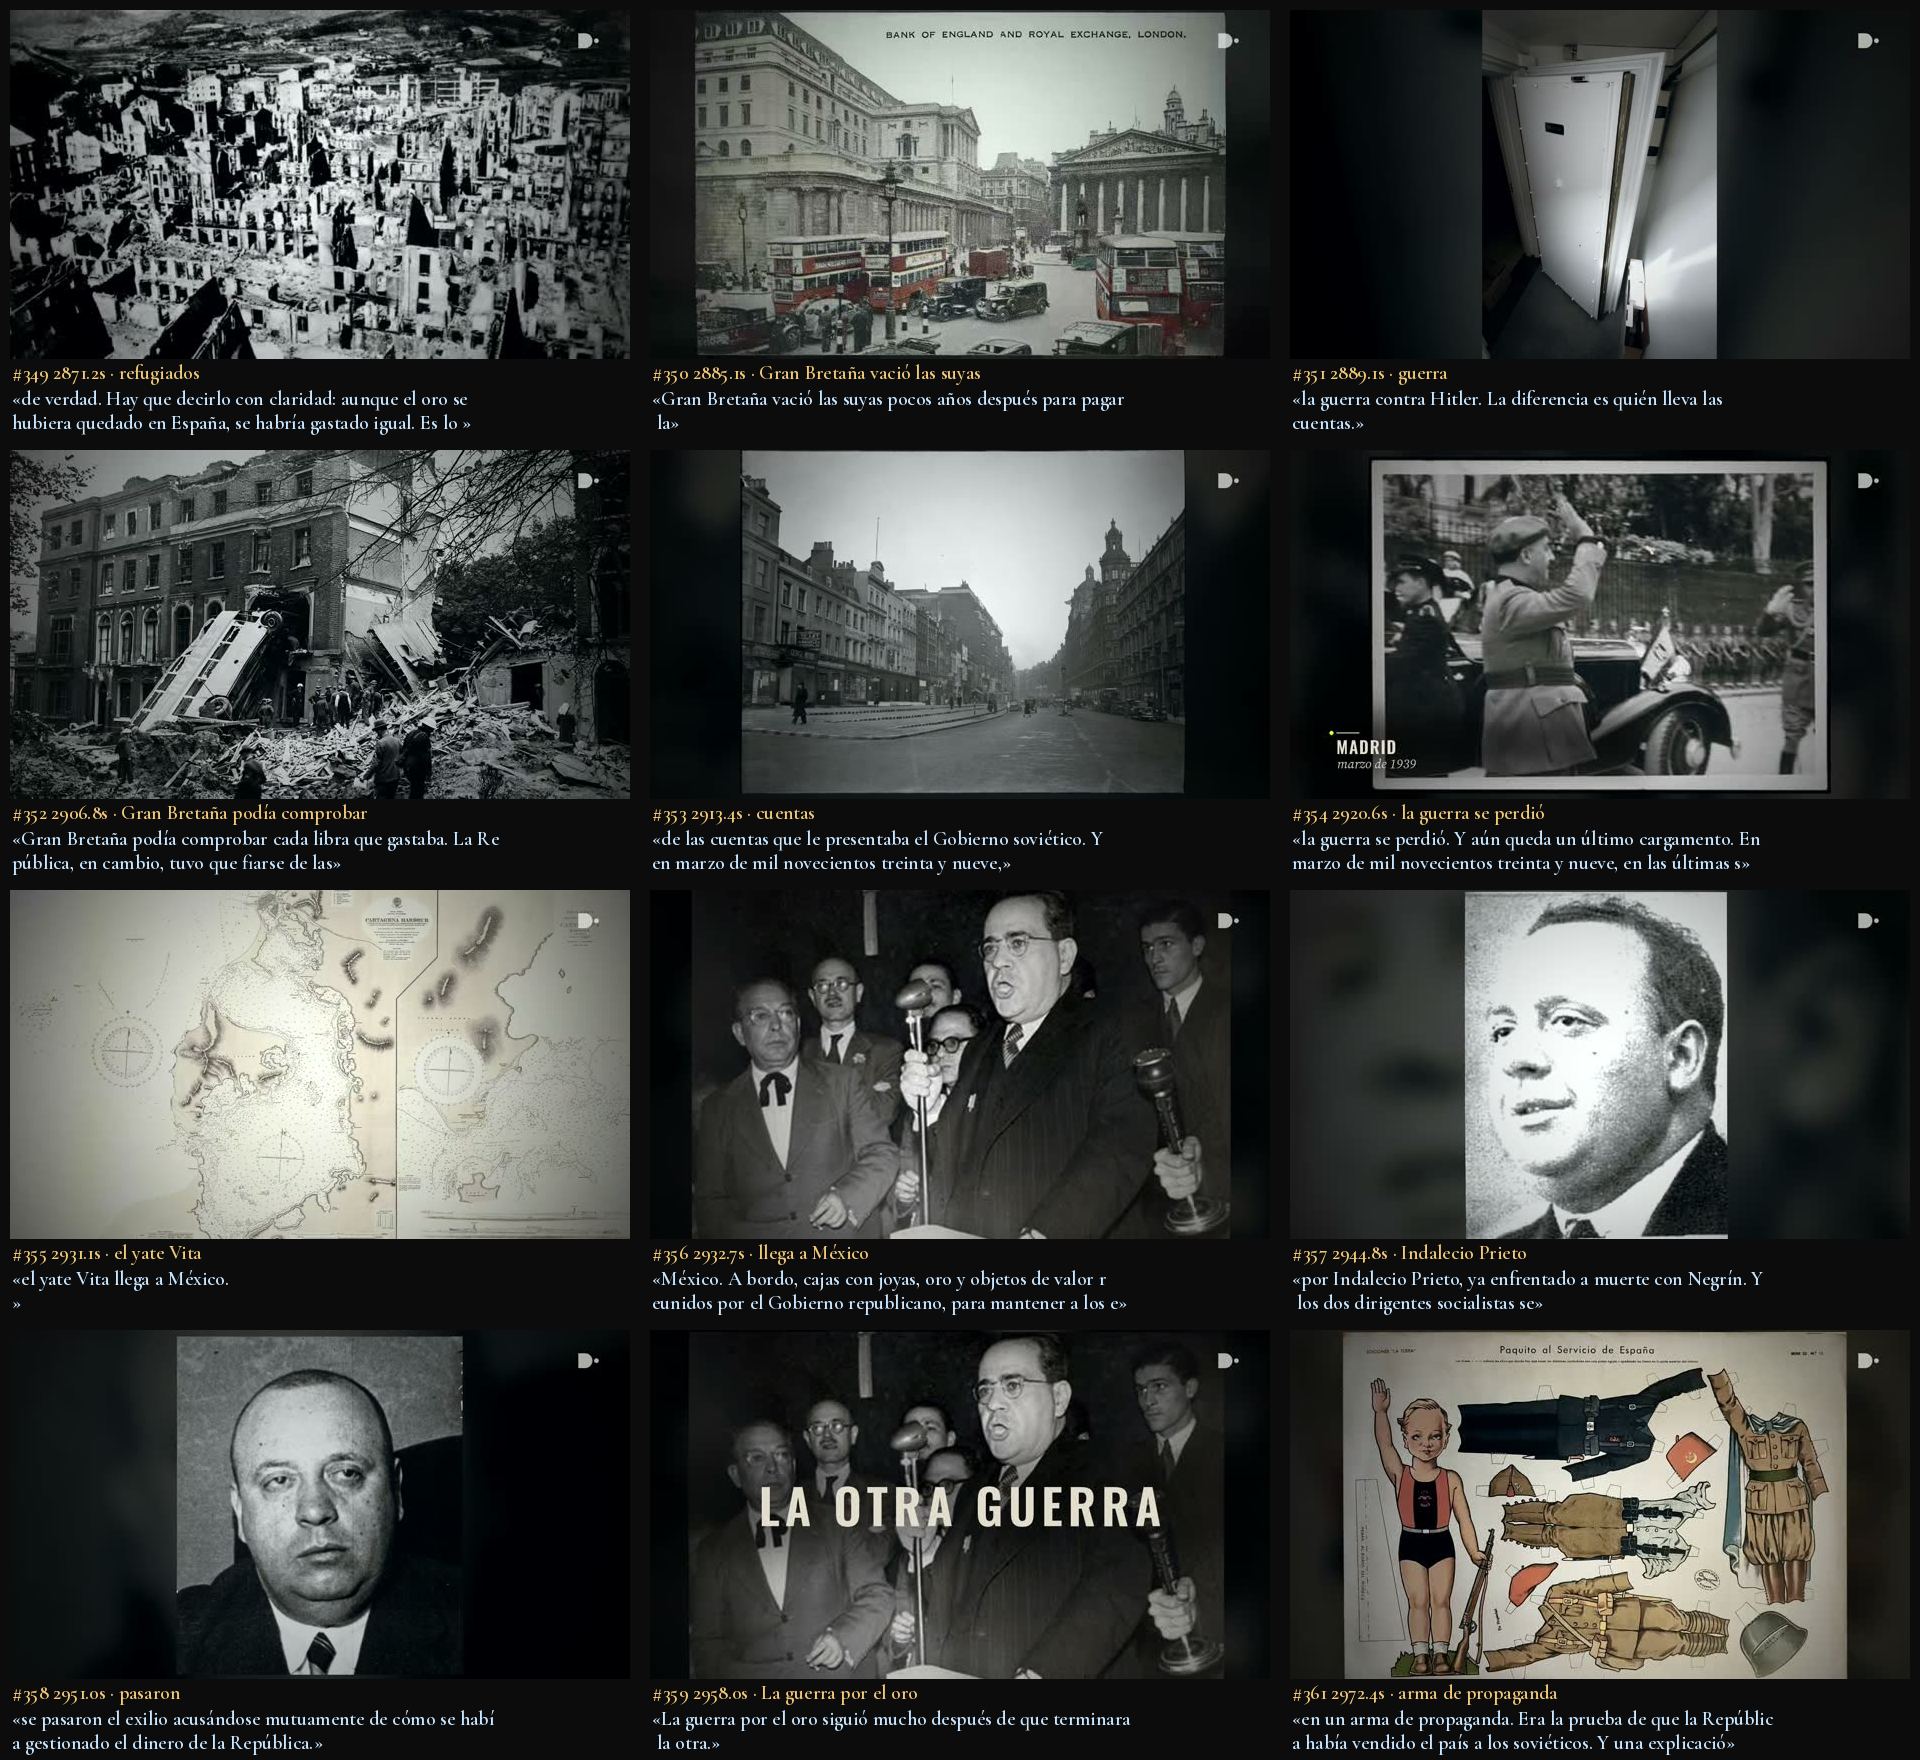 BANK OF ENGLAND AND ROYAL EXCHANGE, LONDON.
#349 2871.2s · refugiados
«de verdad. Hay que decirlo con claridad: aunque el oro se
hubiera quedado en España, se habría gastado igual. Es lo »
#350 2885.1s · Gran Bretaña vació las suyas
«Gran Bretaña vació las suyas pocos años después para pagar
la»
#351 2889.1s · guerra
«la guerra contra Hitler. La diferencia es quién lleva las
cuentas.»
MADRID
marzo de 1939
#352 2906.8s · Gran Bretaña podía comprobar
«Gran Bretaña podía comprobar cada libra que gastaba. La Re
pública, en cambio, tuvo que fiarse de las»
#353 2913.4s · cuentas
«de las cuentas que le presentaba el Gobierno soviético. Y
en marzo de mil novecientos treinta y nueve,»
#354 2920.6s · la guerra se perdió
«la guerra se perdió. Y aún queda un último cargamento. En
marzo de mil novecientos treinta y nueve, en las últimas s»
CARTAGENA HARBOUR
#355 2931.1s · el yate Vita
«el yate Vita llega a México.
»
#356 2932.7s · llega a México
«México. A bordo, cajas con joyas, oro y objetos de valor r
eunidos por el Gobierno republicano, para mantener a los e»
#357 2944.8s · Indalecio Prieto
«por Indalecio Prieto, ya enfrentado a muerte con Negrín. Y
los dos dirigentes socialistas se»
LA OTRA GUERRA
Paquito al Servicio de España
#358 2951.0s · pasaron
«se pasaron el exilio acusándose mutuamente de cómo se habí
a gestionado el dinero de la República.»
#359 2958.0s · La guerra por el oro
«La guerra por el oro siguió mucho después de que terminara
la otra.»
#361 2972.4s · arma de propaganda
«en un arma de propaganda. Era la prueba de que la Repúblic
a había vendido el país a los soviéticos. Y una explicació»